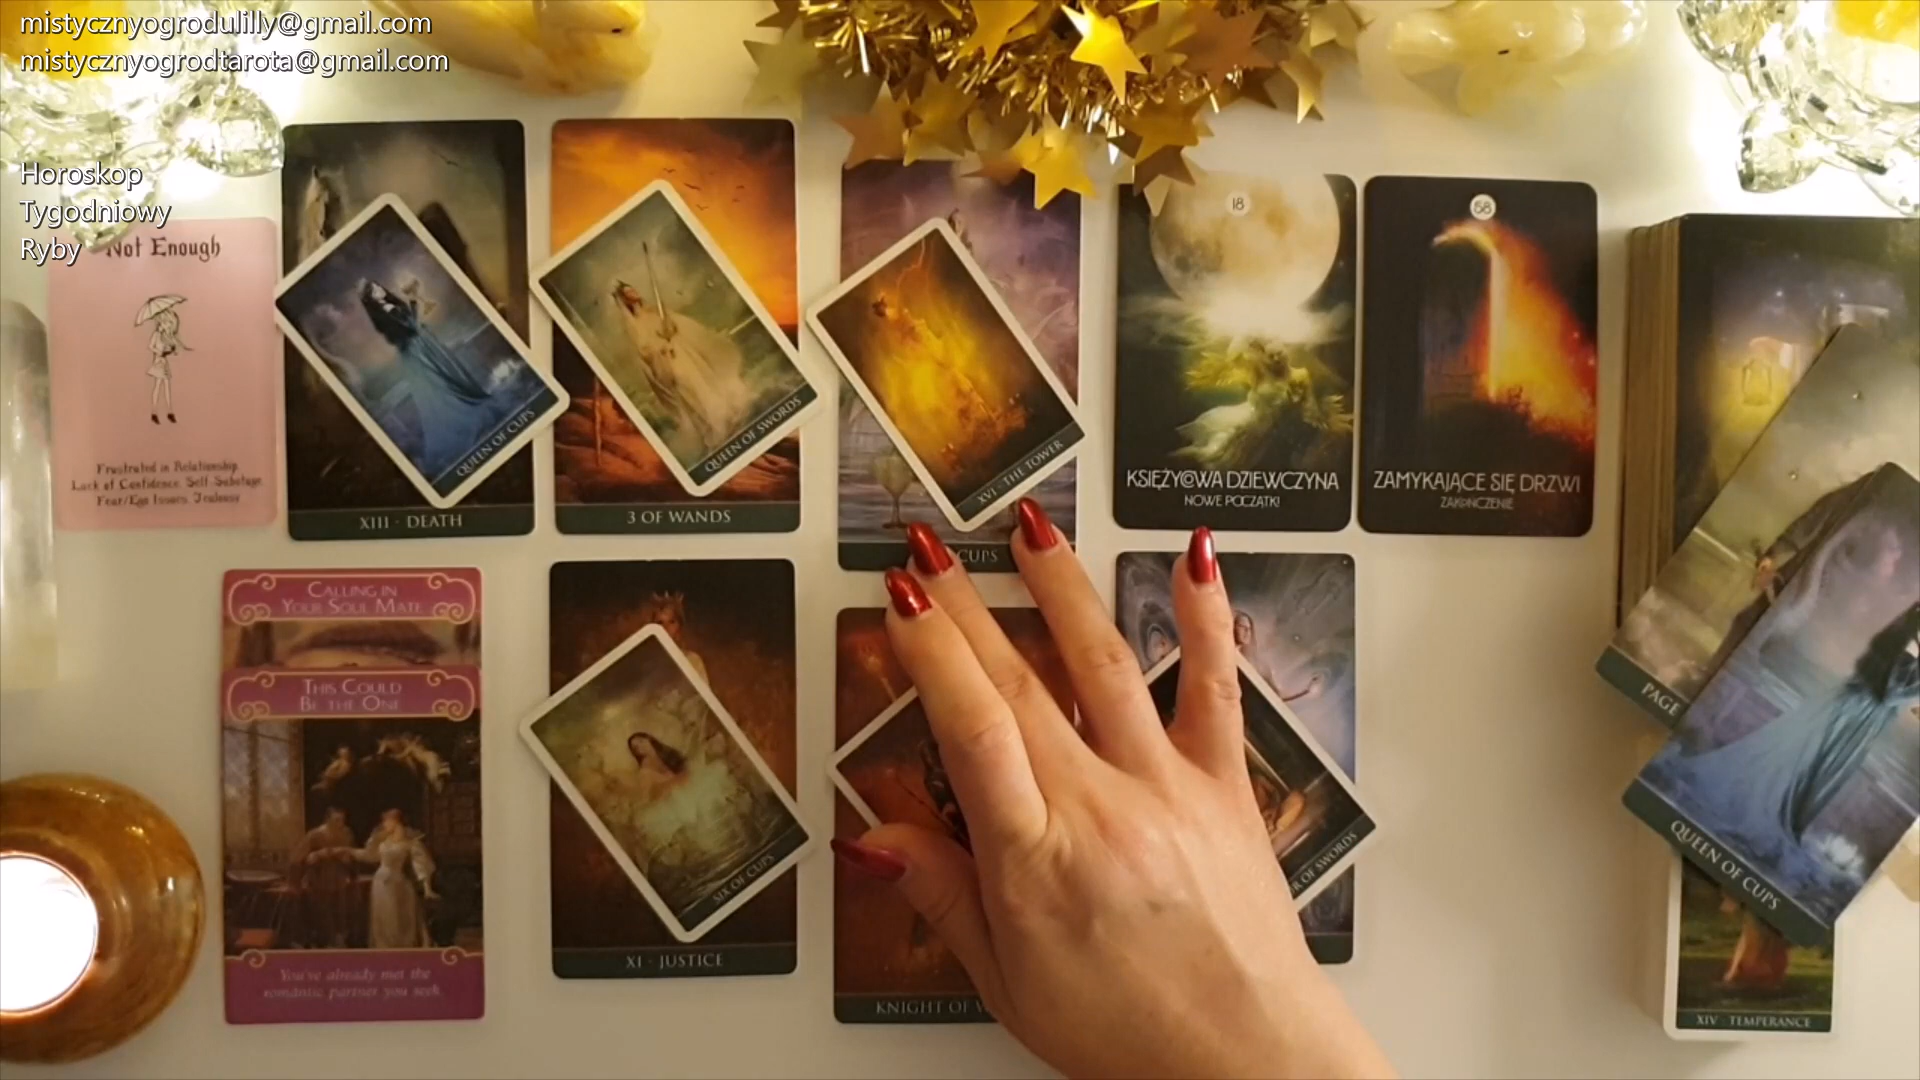 mistycznyogrodulilly@gmail.com
mistycznyogrodtarota@gmail.com
Horoskop
Tygodniowy
Ryby
Not Enough
Frustrated in Relationship.
Lack of Confidence. Self-Sabotage.
Fear/Ego Issues. Jealousy
XIII · DEATH
QUEEN OF CUPS
3 OF WANDS
QUEEN OF SWORDS
CUPS
XVI · THE TOWER
18
KSIĘŻYCOWA DZIEWCZYNA
NOWE POCZĄTKI
58
ZAMYKAJĄCE SIĘ DRZWI
ZAKOŃCZENIE
CALLING IN
YOUR SOUL MATE
THIS COULD
BE THE ONE
You've already met the
romantic partner you seek.
XI · JUSTICE
SIX OF CUPS
KNIGHT OF
OF SWORDS
PAGE
QUEEN OF CUPS
XIV · TEMPERANCE